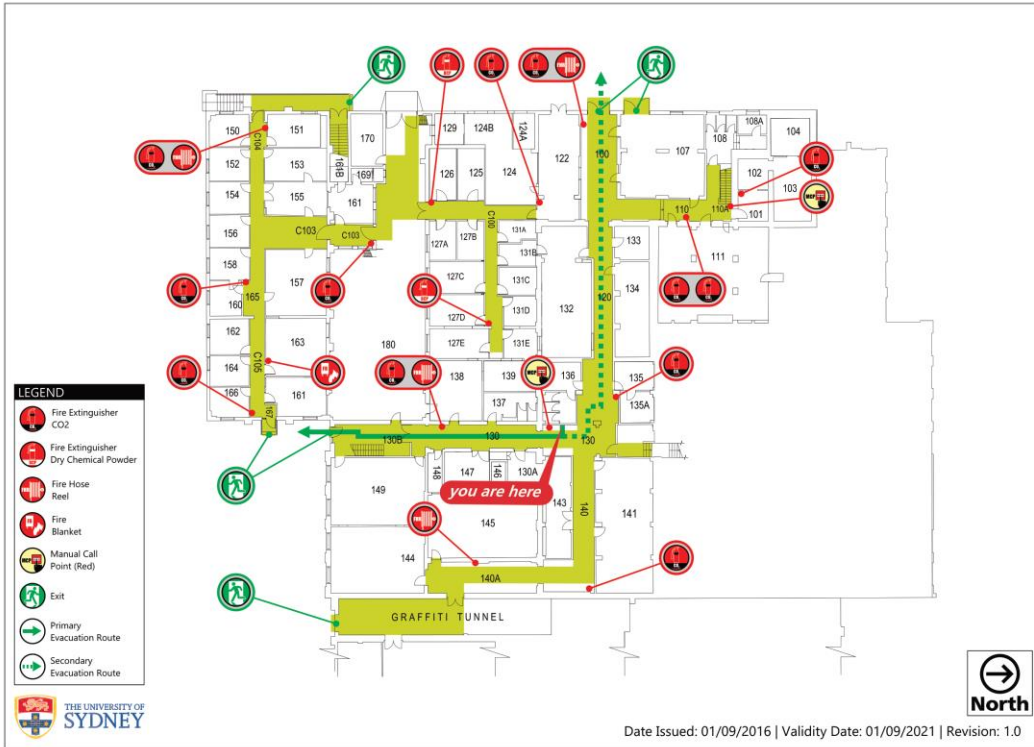 150
151
C104
152
153
154
155
156
C103
C103
158
157
160
165
162
163
164
C105
166
161
167
170
161B
169
161
129
124B
124A
126
125
124
122
100
107
108
108A
104
102
103
101
110
110A
111
C100
127A
127B
127C
127D
127E
131A
131B
131C
131D
131E
132
133
134
120
180
138
139
137
136
135
135A
130B
130
130
you are here
149
148
147
146
130A
143
145
144
140
141
140A
GRAFFITI TUNNEL
LEGEND
Fire Extinguisher
CO2
Fire Extinguisher
Dry Chemical Powder
Fire Hose
Reel
Fire
Blanket
Manual Call
Point (Red)
Exit
Primary
Evacuation Route
Secondary
Evacuation Route
THE UNIVERSITY OF
SYDNEY
North
Date Issued: 01/09/2016 | Validity Date: 01/09/2021 | Revision: 1.0